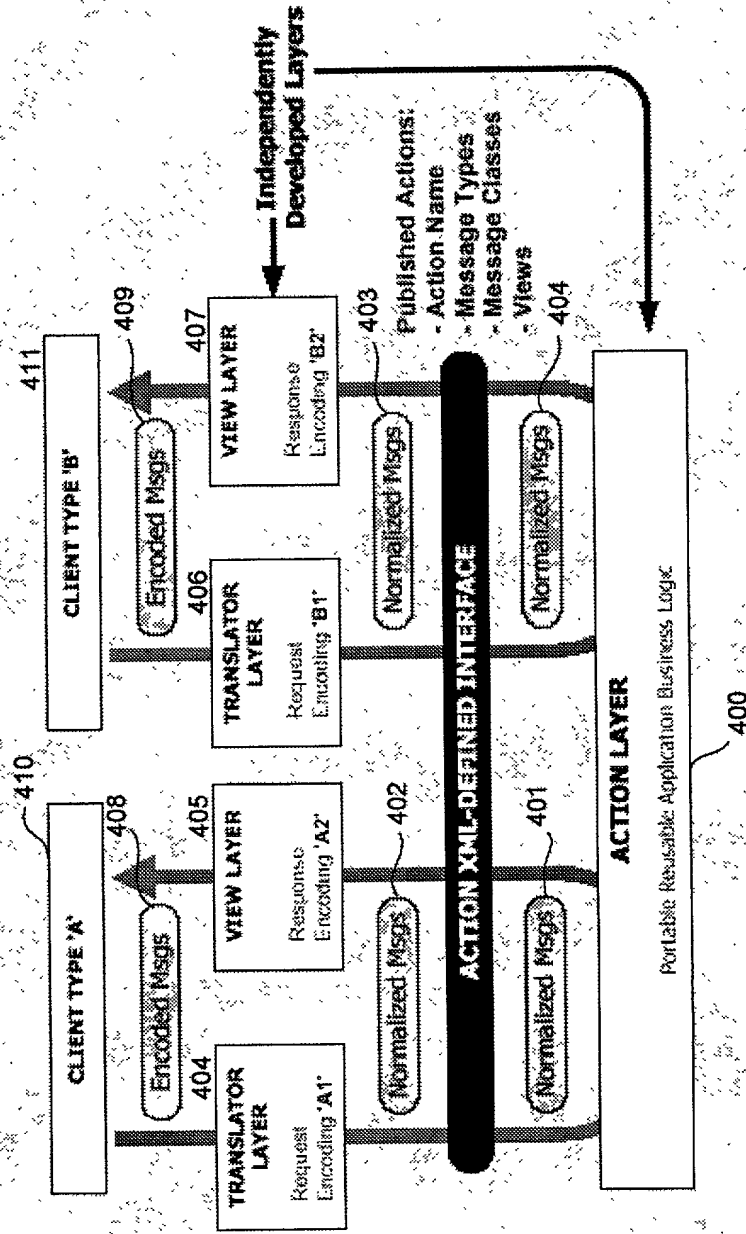 CLIENT TYPE 'A'
410
Encoded Msgs
408
TRANSLATOR
LAYER
Request
Encoding 'A1'
404
VIEW LAYER
Response
Encoding 'A2'
405
Normalized Msgs
402
Normalized Msgs
401
CLIENT TYPE 'B'
411
Encoded Msgs
409
TRANSLATOR
LAYER
Request
Encoding 'B1'
406
VIEW LAYER
Response
Encoding 'B2'
407
Normalized Msgs
403
Normalized Msgs
404
ACTION XML-DEFINED INTERFACE
Independently
Developed Layers
Published Actions:
- Action Name
- Message Types
- Message Classes
- Views
ACTION LAYER
Portable Reusable Application Business Logic
400